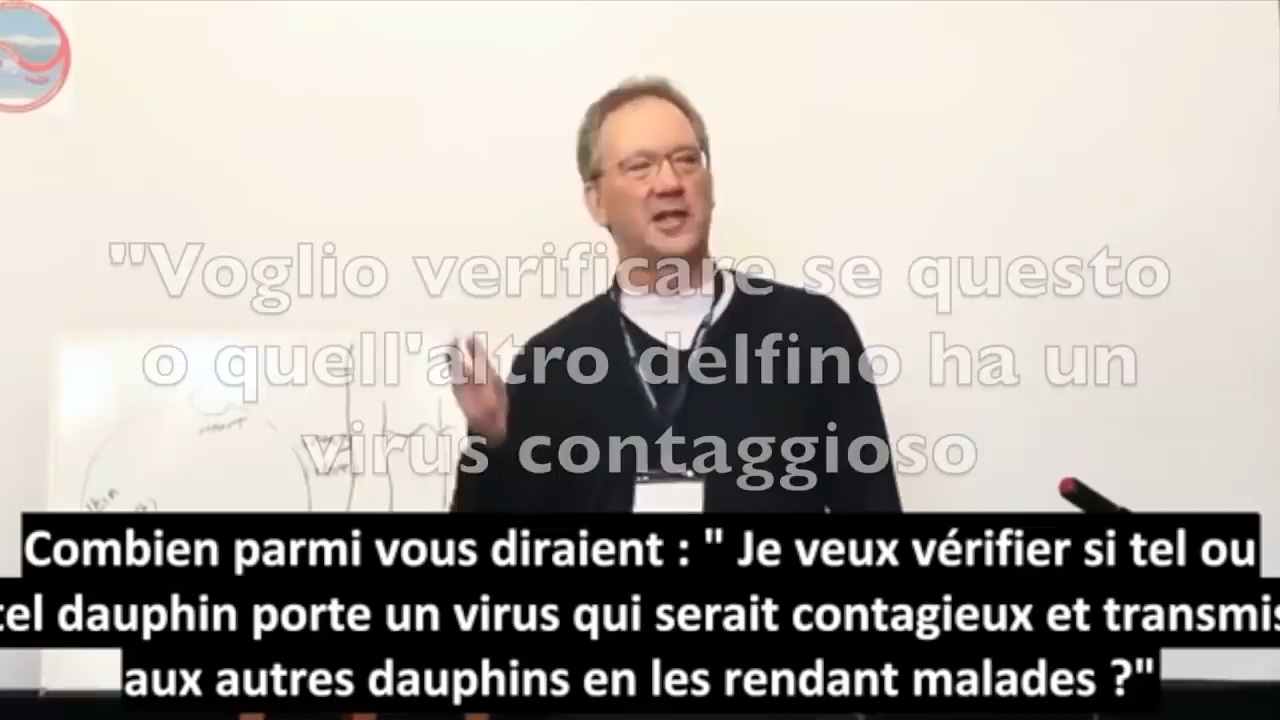 "Voglio verificare se questo
o quell'altro delfino ha un
virus contaggioso
Combien parmi vous diraient : " Je veux vérifier si tel ou
tel dauphin porte un virus qui serait contagieux et transmis
aux autres dauphins en les rendant malades ?"